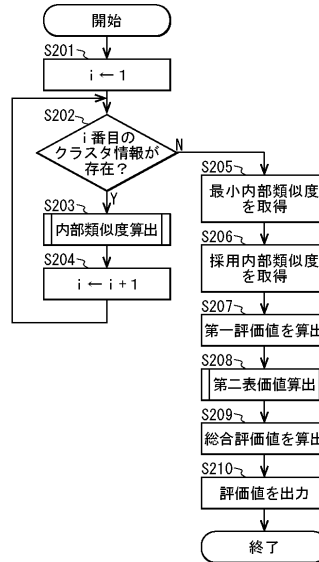 開始
S201
i ← 1
S202
i 番目の
クラスタ情報が
存在？
N
Y
S203
内部類似度算出
S204
i ← i + 1
S205
最小内部類似度
を取得
S206
採用内部類似度
を取得
S207
第一評価値を算出
S208
第二表価値算出
S209
総合評価値を算出
S210
評価値を出力
終了